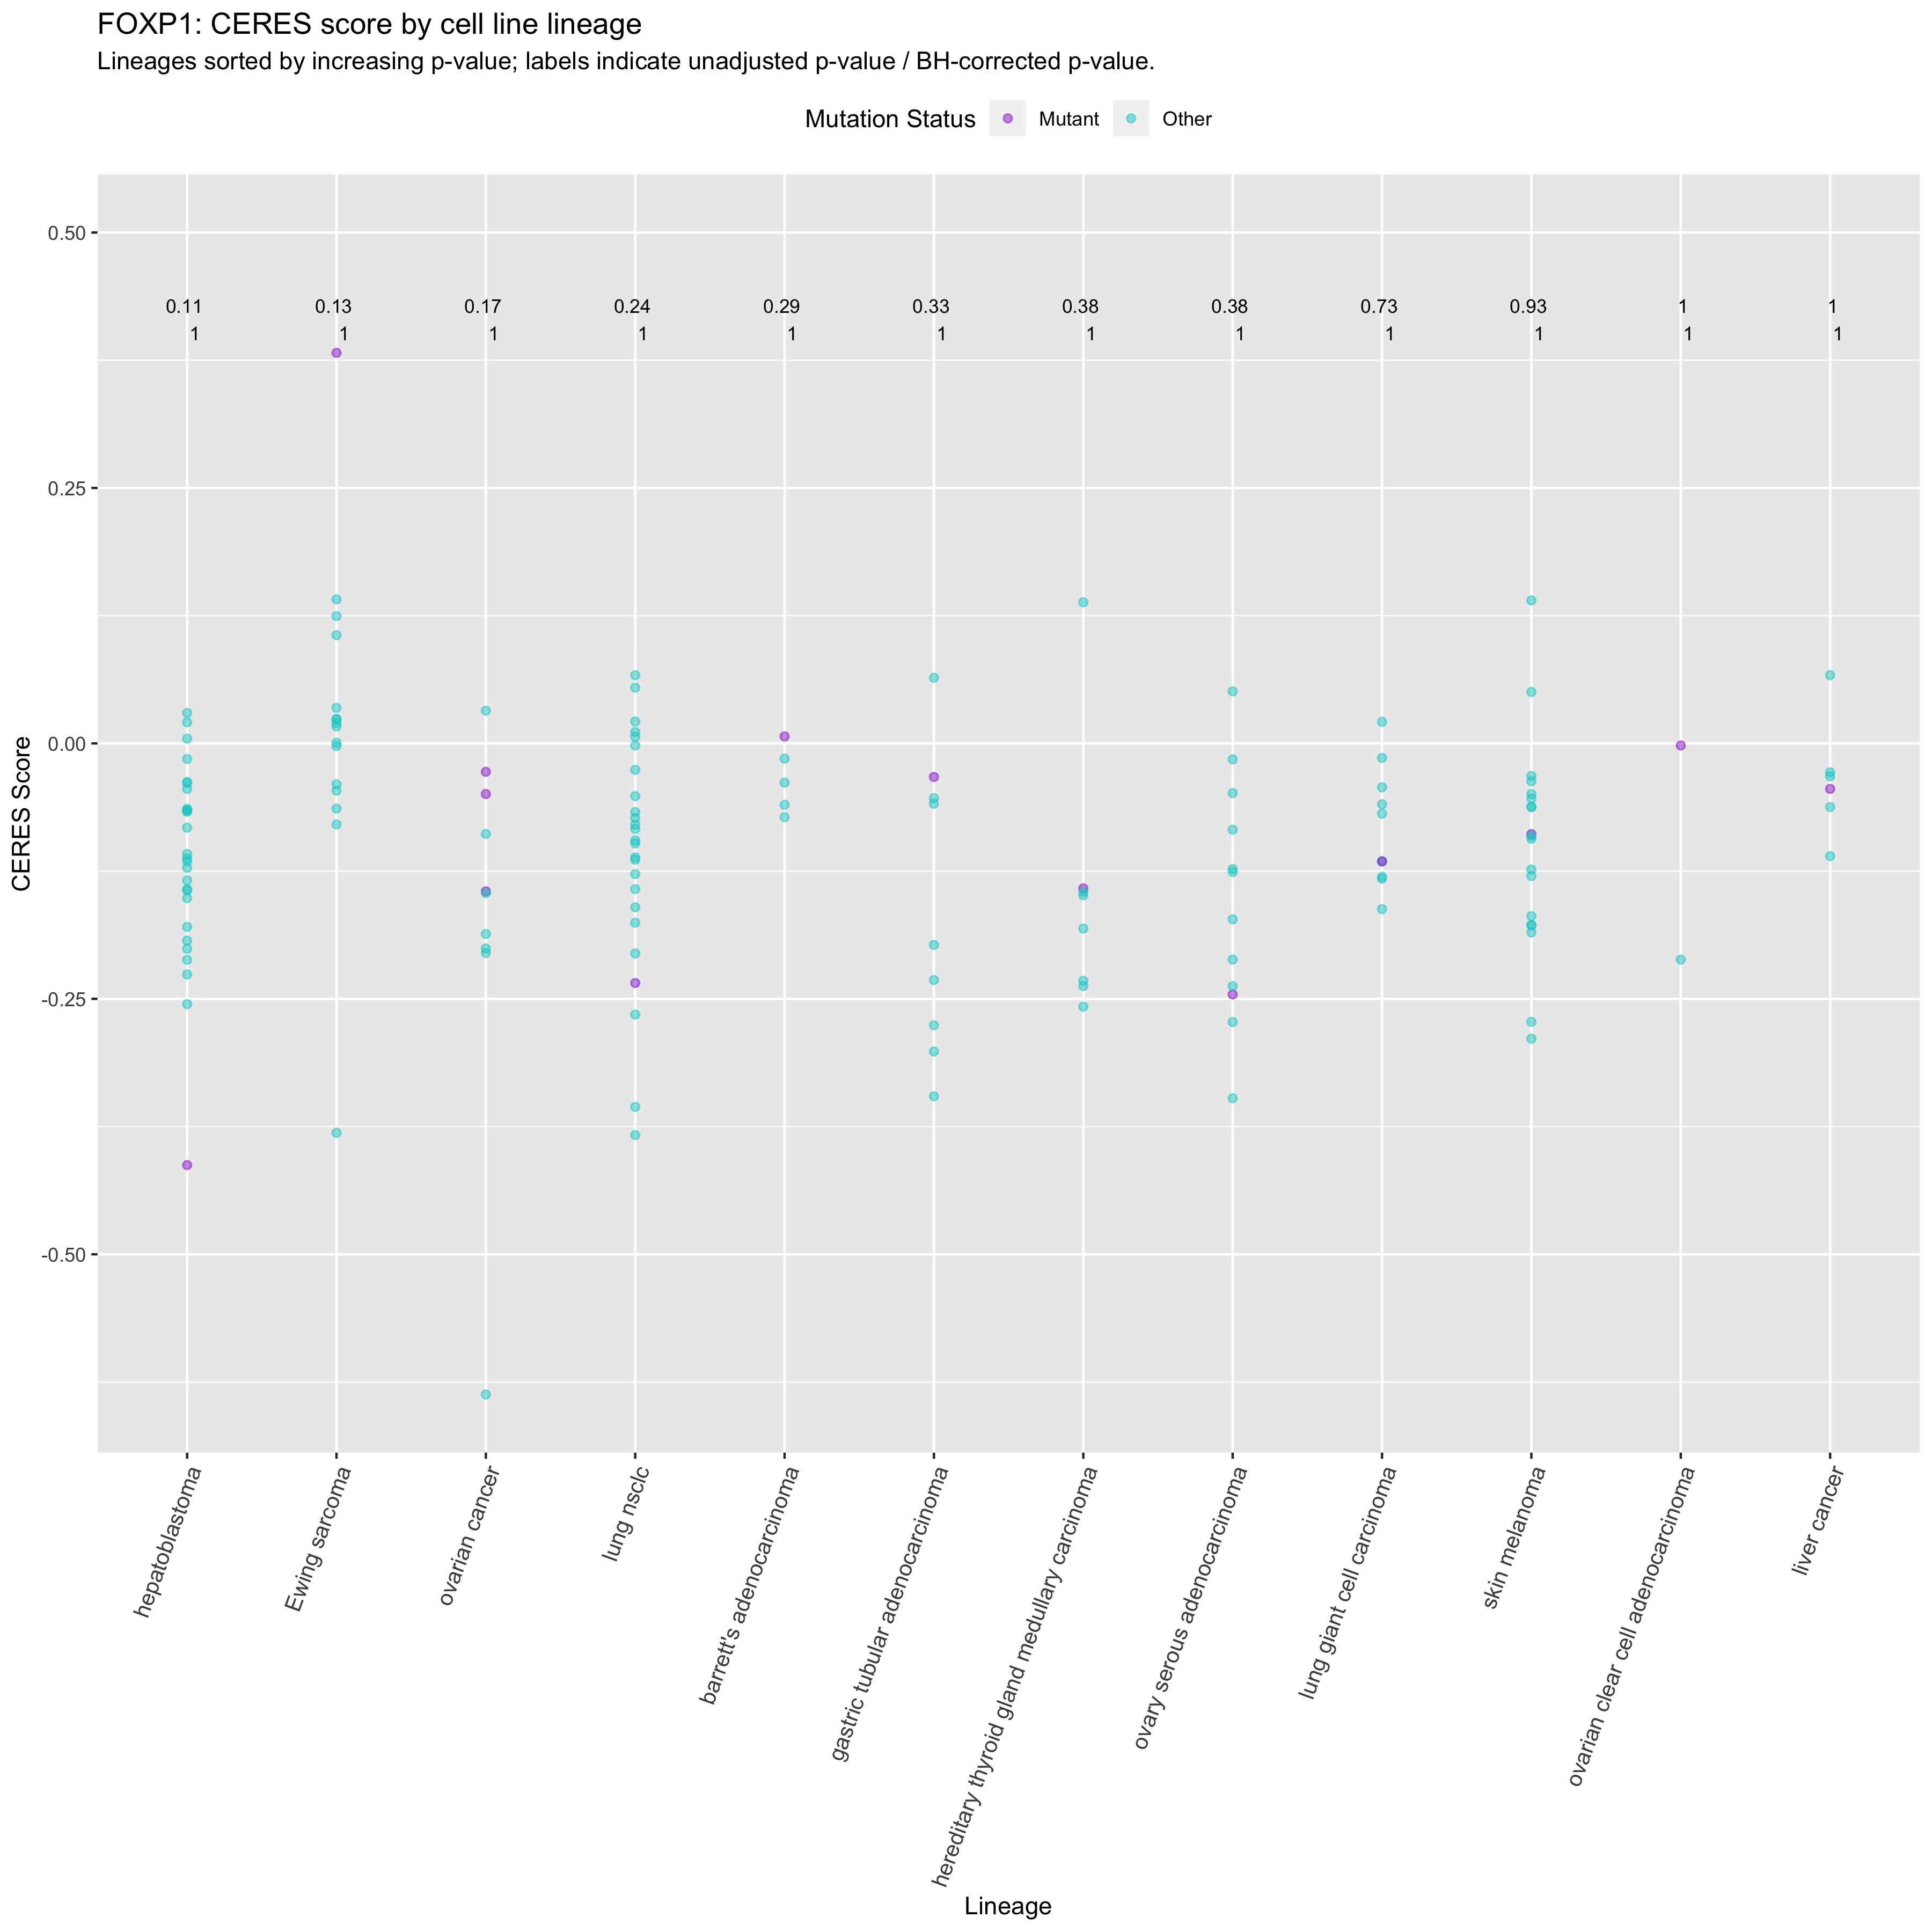 FOXP1: CERES score by cell line lineage
Lineages sorted by increasing p-value; labels indicate unadjusted p-value / BH-corrected p-value.
Mutation Status Mutant Other
0.50
0.11 0.13 0.17 0.24 0.29 0.33 0.38 0.38 0.73 0.93 1 1
1 1 1 1 1 1 1 1 1 1 1 1
0.25
0.00
CERES Score
-0.25
-0.50
hepatoblastoma
Ewing sarcoma
ovarian cancer
lung nsclc
barrett's adenocarcinoma
gastric tubular adenocarcinoma
hereditary thyroid gland medullary carcinoma
ovary serous adenocarcinoma
lung giant cell carcinoma
skin melanoma
ovarian clear cell adenocarcinoma
liver cancer
Lineage